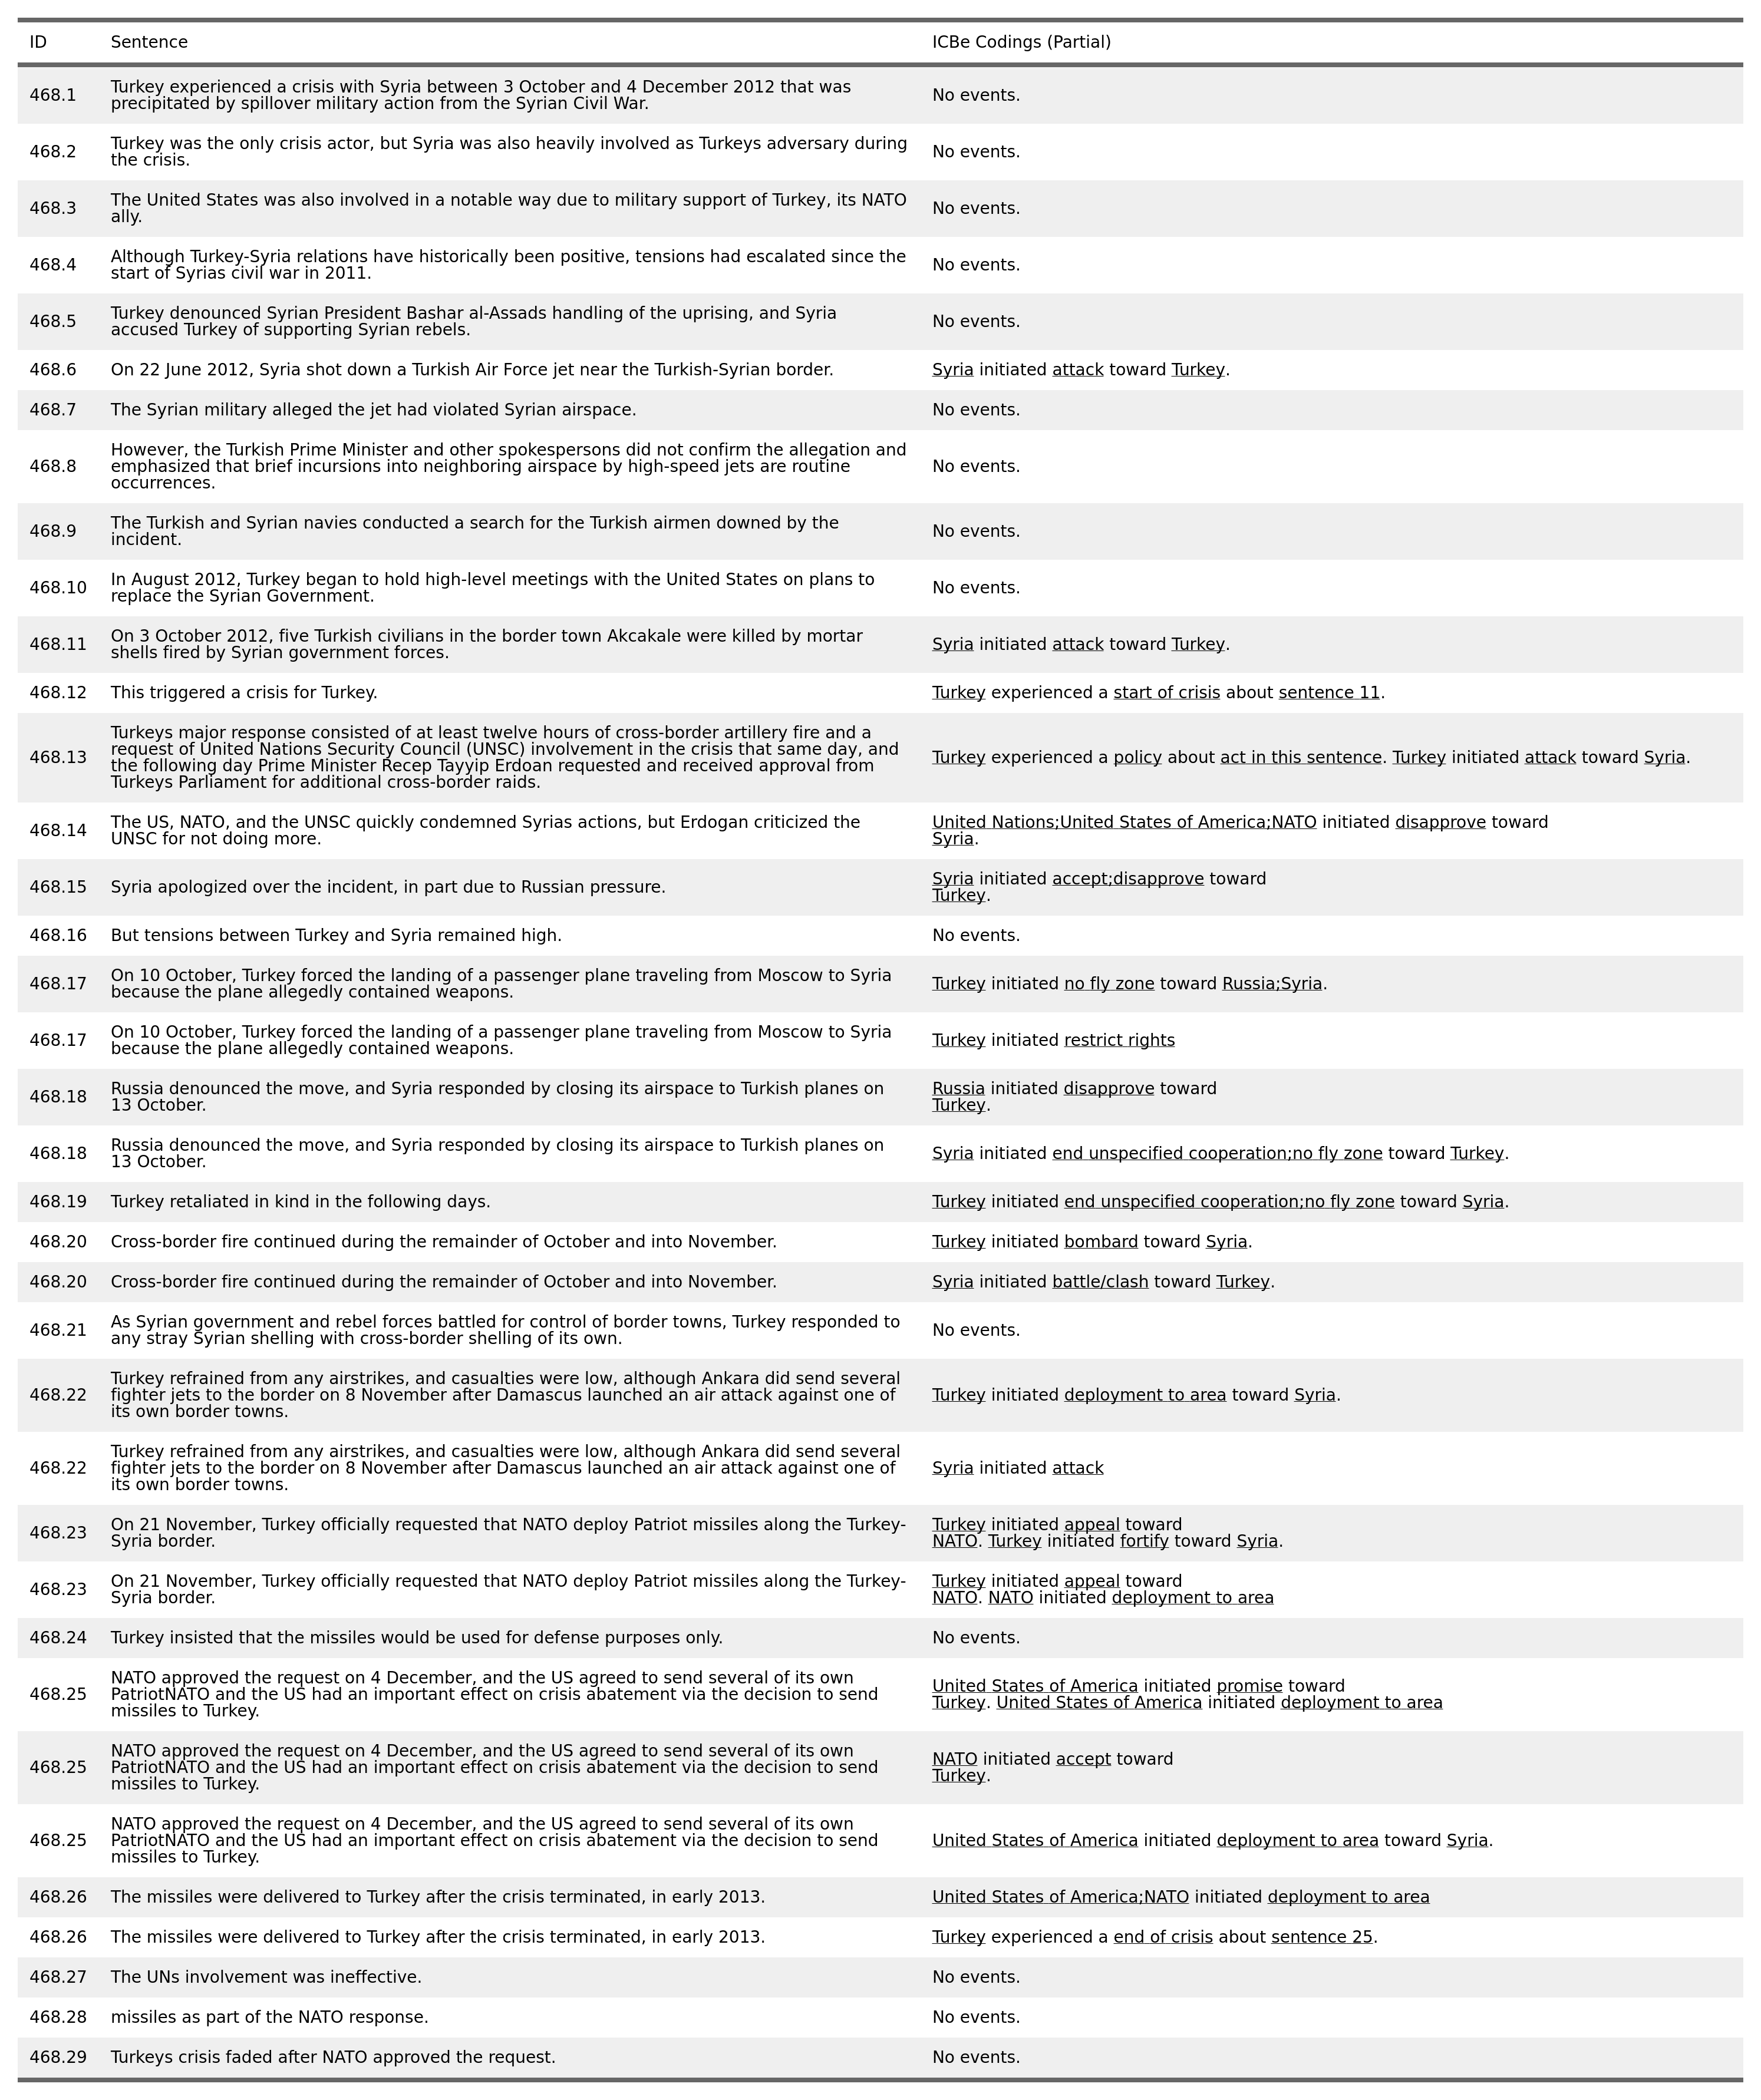 ID Sentence ICBe Codings (Partial)
468.1 Turkey experienced a crisis with Syria between 3 October and 4 December 2012 that was
precipitated by spillover military action from the Syrian Civil War. No events.
468.2 Turkey was the only crisis actor, but Syria was also heavily involved as Turkeys adversary during
the crisis. No events.
468.3 The United States was also involved in a notable way due to military support of Turkey, its NATO
ally. No events.
468.4 Although Turkey-Syria relations have historically been positive, tensions had escalated since the
start of Syrias civil war in 2011. No events.
468.5 Turkey denounced Syrian President Bashar al-Assads handling of the uprising, and Syria
accused Turkey of supporting Syrian rebels. No events.
468.6 On 22 June 2012, Syria shot down a Turkish Air Force jet near the Turkish-Syrian border. Syria initiated attack toward Turkey.
468.7 The Syrian military alleged the jet had violated Syrian airspace. No events.
468.8 However, the Turkish Prime Minister and other spokespersons did not confirm the allegation and
emphasized that brief incursions into neighboring airspace by high-speed jets are routine
occurrences. No events.
468.9 The Turkish and Syrian navies conducted a search for the Turkish airmen downed by the
incident. No events.
468.10 In August 2012, Turkey began to hold high-level meetings with the United States on plans to
replace the Syrian Government. No events.
468.11 On 3 October 2012, five Turkish civilians in the border town Akcakale were killed by mortar
shells fired by Syrian government forces. Syria initiated attack toward Turkey.
468.12 This triggered a crisis for Turkey. Turkey experienced a start of crisis about sentence 11.
468.13 Turkeys major response consisted of at least twelve hours of cross-border artillery fire and a
request of United Nations Security Council (UNSC) involvement in the crisis that same day, and
the following day Prime Minister Recep Tayyip Erdoan requested and received approval from
Turkeys Parliament for additional cross-border raids. Turkey experienced a policy about act in this sentence. Turkey initiated attack toward Syria.
468.14 The US, NATO, and the UNSC quickly condemned Syrias actions, but Erdogan criticized the
UNSC for not doing more. United Nations;United States of America;NATO initiated disapprove toward
Syria.
468.15 Syria apologized over the incident, in part due to Russian pressure. Syria initiated accept;disapprove toward
Turkey.
468.16 But tensions between Turkey and Syria remained high. No events.
468.17 On 10 October, Turkey forced the landing of a passenger plane traveling from Moscow to Syria
because the plane allegedly contained weapons. Turkey initiated no fly zone toward Russia;Syria.
468.17 On 10 October, Turkey forced the landing of a passenger plane traveling from Moscow to Syria
because the plane allegedly contained weapons. Turkey initiated restrict rights
468.18 Russia denounced the move, and Syria responded by closing its airspace to Turkish planes on
13 October. Russia initiated disapprove toward
Turkey.
468.18 Russia denounced the move, and Syria responded by closing its airspace to Turkish planes on
13 October. Syria initiated end unspecified cooperation;no fly zone toward Turkey.
468.19 Turkey retaliated in kind in the following days. Turkey initiated end unspecified cooperation;no fly zone toward Syria.
468.20 Cross-border fire continued during the remainder of October and into November. Turkey initiated bombard toward Syria.
468.20 Cross-border fire continued during the remainder of October and into November. Syria initiated battle/clash toward Turkey.
468.21 As Syrian government and rebel forces battled for control of border towns, Turkey responded to
any stray Syrian shelling with cross-border shelling of its own. No events.
468.22 Turkey refrained from any airstrikes, and casualties were low, although Ankara did send several
fighter jets to the border on 8 November after Damascus launched an air attack against one of
its own border towns. Turkey initiated deployment to area toward Syria.
468.22 Turkey refrained from any airstrikes, and casualties were low, although Ankara did send several
fighter jets to the border on 8 November after Damascus launched an air attack against one of
its own border towns. Syria initiated attack
468.23 On 21 November, Turkey officially requested that NATO deploy Patriot missiles along the Turkey-
Syria border. Turkey initiated appeal toward
NATO. Turkey initiated fortify toward Syria.
468.23 On 21 November, Turkey officially requested that NATO deploy Patriot missiles along the Turkey-
Syria border. Turkey initiated appeal toward
NATO. NATO initiated deployment to area
468.24 Turkey insisted that the missiles would be used for defense purposes only. No events.
468.25 NATO approved the request on 4 December, and the US agreed to send several of its own
PatriotNATO and the US had an important effect on crisis abatement via the decision to send
missiles to Turkey. United States of America initiated promise toward
Turkey. United States of America initiated deployment to area
468.25 NATO approved the request on 4 December, and the US agreed to send several of its own
PatriotNATO and the US had an important effect on crisis abatement via the decision to send
missiles to Turkey. NATO initiated accept toward
Turkey.
468.25 NATO approved the request on 4 December, and the US agreed to send several of its own
PatriotNATO and the US had an important effect on crisis abatement via the decision to send
missiles to Turkey. United States of America initiated deployment to area toward Syria.
468.26 The missiles were delivered to Turkey after the crisis terminated, in early 2013. United States of America;NATO initiated deployment to area
468.26 The missiles were delivered to Turkey after the crisis terminated, in early 2013. Turkey experienced a end of crisis about sentence 25.
468.27 The UNs involvement was ineffective. No events.
468.28 missiles as part of the NATO response. No events.
468.29 Turkeys crisis faded after NATO approved the request. No events.